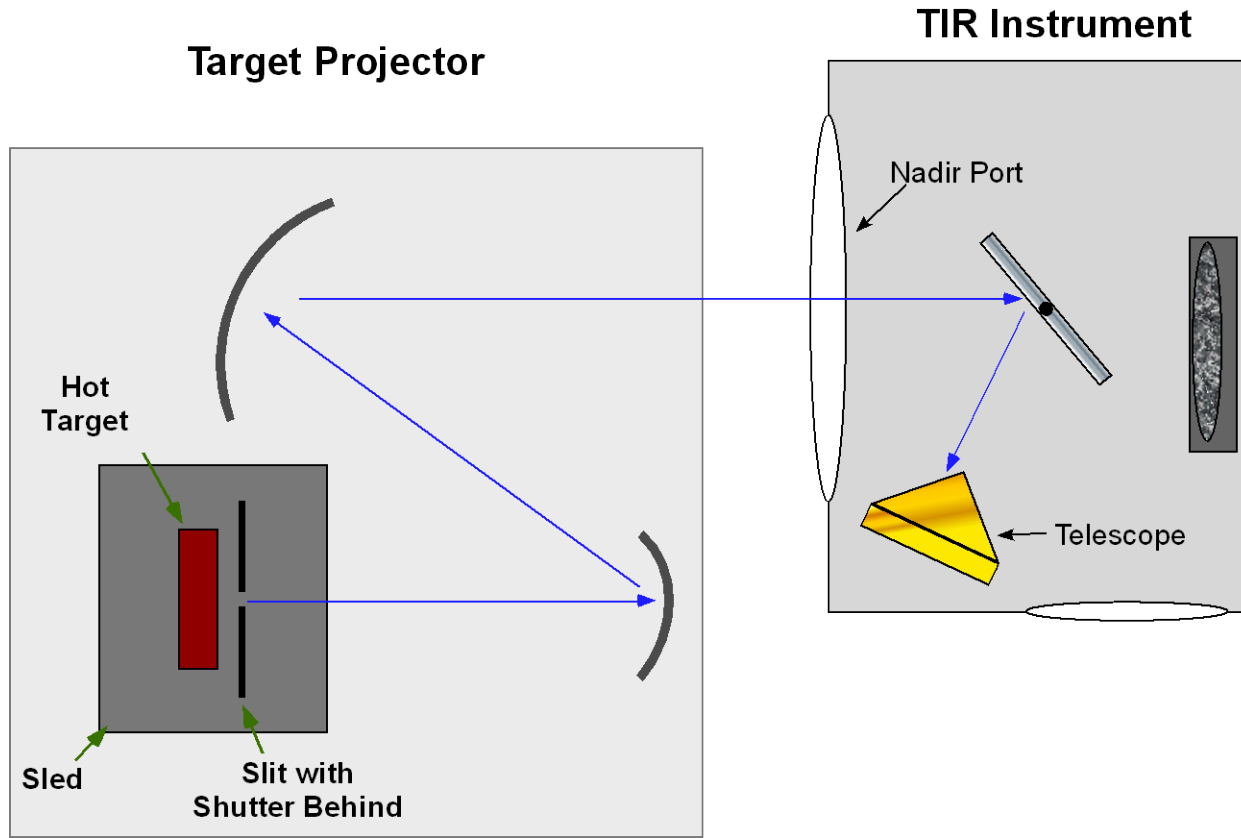 TIR Instrument
Target Projector
Nadir Port
Hot
Target
Telescope
Sled
Slit with
Shutter Behind